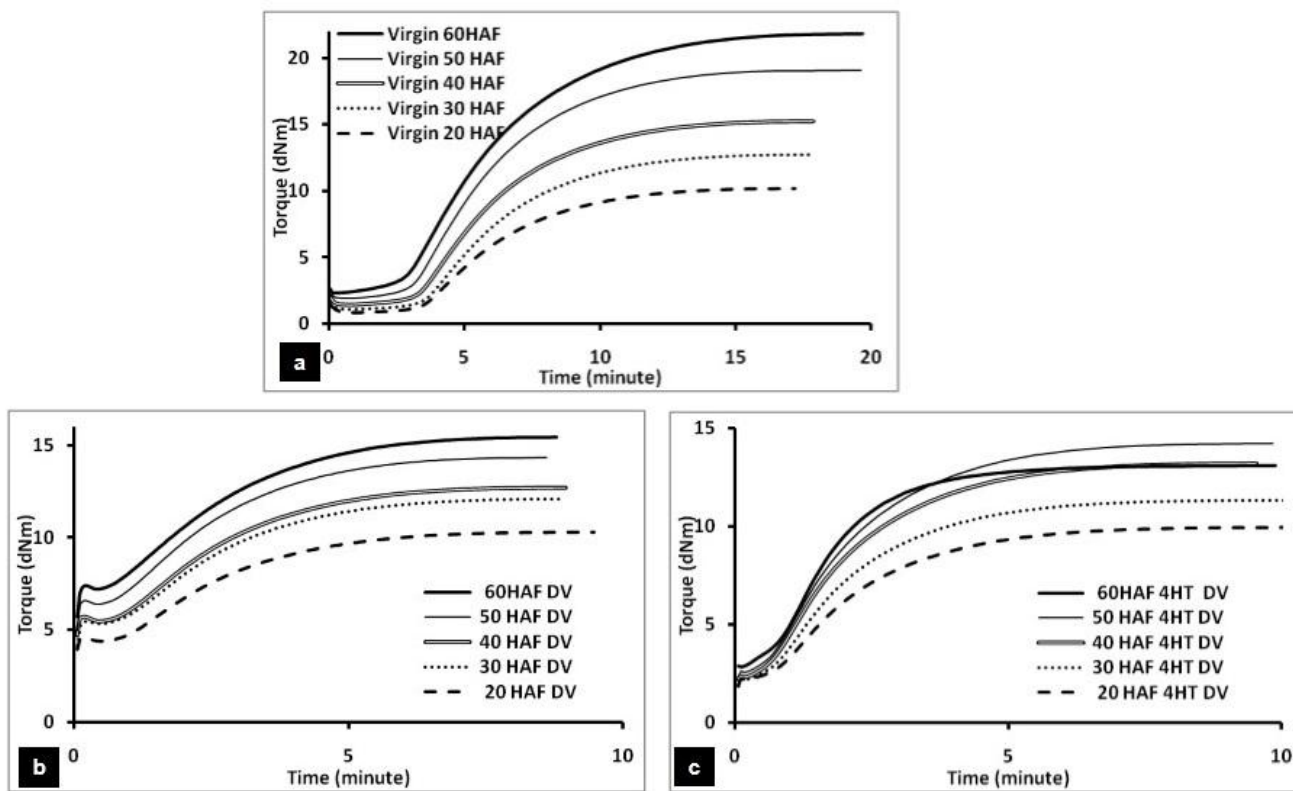 Virgin 60HAF
Virgin 50 HAF
Virgin 40 HAF
Virgin 30 HAF
Virgin 20 HAF
Torque (dNm)
20
15
10
5
0
0 5 10 15 20
Time (minute)
a
15
10
5
0
Torque (dNm)
60HAF DV
50 HAF DV
40 HAF DV
30 HAF DV
20 HAF DV
0 5 10
Time (minute)
b
15
10
5
0
Torque (dNm)
60HAF 4HT DV
50 HAF 4HT DV
40 HAF 4HT DV
30 HAF 4HT DV
20 HAF 4HT DV
0 5 10
Time (minute)
c